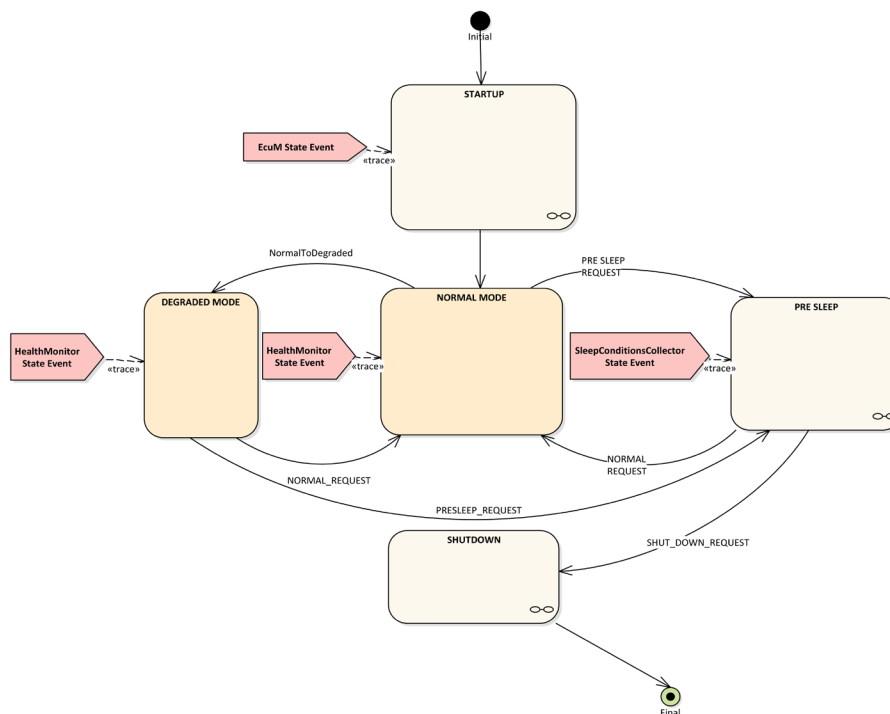 Initial
STARTUP
EcuM State Event
«trace»
NormalToDegraded
PRE SLEEP
REQUEST
DEGRADED MODE
NORMAL MODE
PRE SLEEP
HealthMonitor
State Event
«trace»
HealthMonitor
State Event
«trace»
SleepConditionsCollector
State Event
«trace»
NORMAL_REQUEST
NORMAL
REQUEST
PRESLEEP_REQUEST
SHUTDOWN
SHUT_DOWN_REQUEST
Final